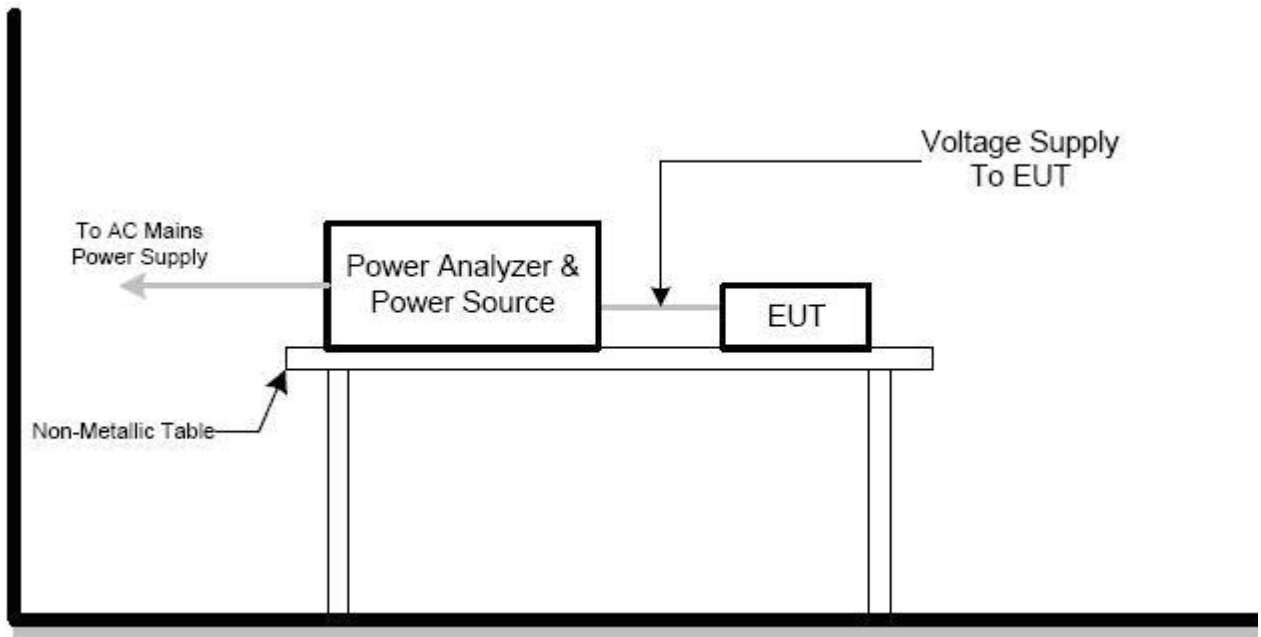 Voltage Supply
To EUT
To AC Mains
Power Supply
Power Analyzer &
Power Source
EUT
Non-Metallic Table